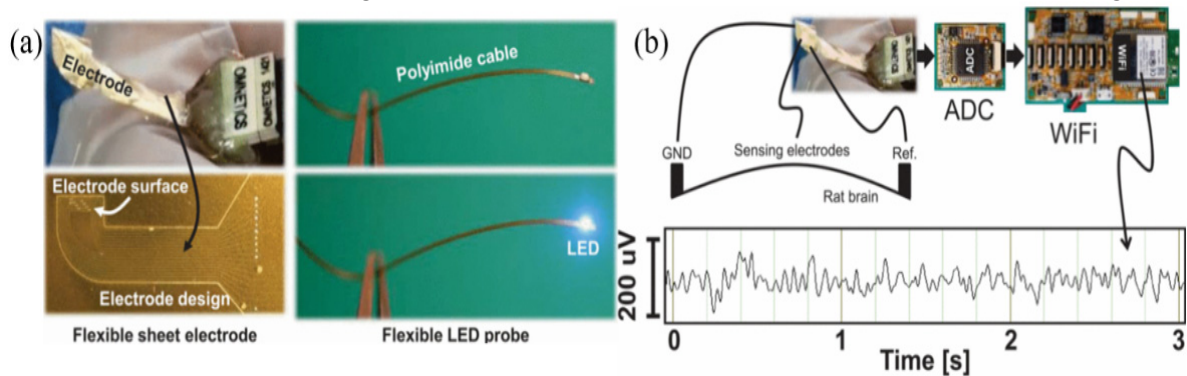 (a)
Electrode
OMNETICS
Electrode surface
Electrode design
Flexible sheet electrode
Polyimide cable
LED
Flexible LED probe
(b)
OMNETICS
ADC
ADC
WiFi
WiFi
GND
Sensing electrodes
Ref.
Rat brain
200 uV
0 1 2 3
Time [s]